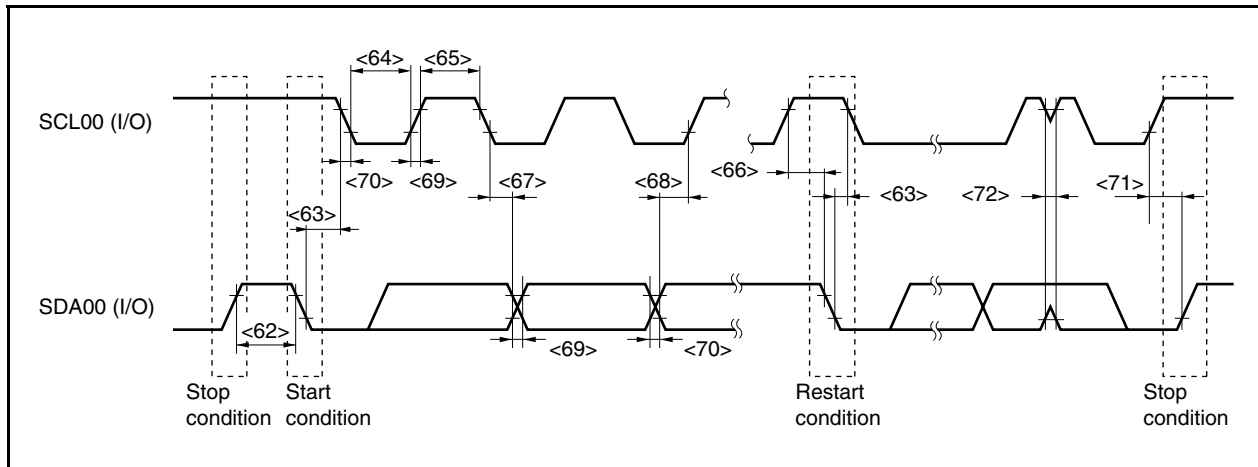 <64> <65>
SCL00 (I/O)
<70> <69> <67> <68> <66> <63> <72> <71>
<63>
SDA00 (I/O)
<62> <69> <70>
Stop condition
Start condition
Restart condition
Stop condition